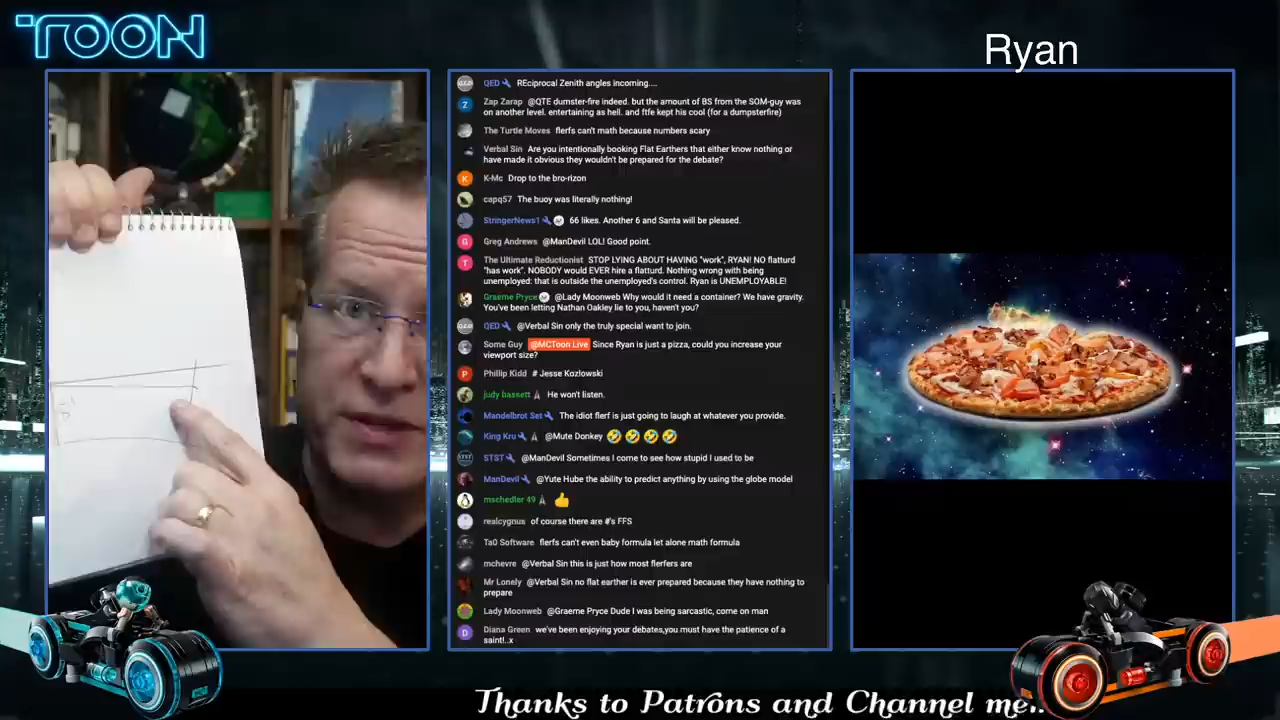 TOON
Ryan
QED REciprocal Zenith angles incoming....
Zap Zarap @QTE dumster-fire indeed. but the amount of BS from the SOM-guy was
on another level. entertaining as hell. and ftfe kept his cool (for a dumpsterfire)
The Turtle Moves flerfs can't math because numbers scary
Verbal Sin Are you intentionally booking Flat Earthers that either know nothing or
have made it obvious they wouldn't be prepared for the debate?
K-Mc Drop to the bro-rizon
capq57 The buoy was literally nothing!
StringerNews1 66 likes. Another 6 and Santa will be pleased.
Greg Andrews @ManDevil LOL! Good point.
The Ultimate Reductionist STOP LYING ABOUT HAVING "work", RYAN! NO flatturd
"has work". NOBODY would EVER hire a flatturd. Nothing wrong with being
unemployed: that is outside the unemployed's control. Ryan is UNEMPLOYABLE!
Graeme Pryce @Lady Moonweb Why would it need a container? We have gravity.
You've been letting Nathan Oakley lie to you, haven't you?
QED @Verbal Sin only the truly special want to join.
Some Guy @MCToon Live Since Ryan is just a pizza, could you increase your
viewport size?
Phillip Kidd # Jesse Kozlowski
judy bassett He won't listen.
Mandelbrot Set The idiot flerf is just going to laugh at whatever you provide.
King Kru @Mute Donkey 🤣🤣🤣🤣
STST @ManDevil Sometimes I come to see how stupid I used to be
ManDevil @Yute Hube the ability to predict anything by using the globe model
mschedler 49 👍
realcygnus of course there are #'s FFS
Ta0 Software flerfs can't even baby formula let alone math formula
mchevre @Verbal Sin this is just how most flerfers are
Mr Lonely @Verbal Sin no flat earther is ever prepared because they have nothing to
prepare
Lady Moonweb @Graeme Pryce Dude I was being sarcastic, come on man
Diana Green we've been enjoying your debates,you must have the patience of a
saint!..x
Thanks to Patrons and Channel me..